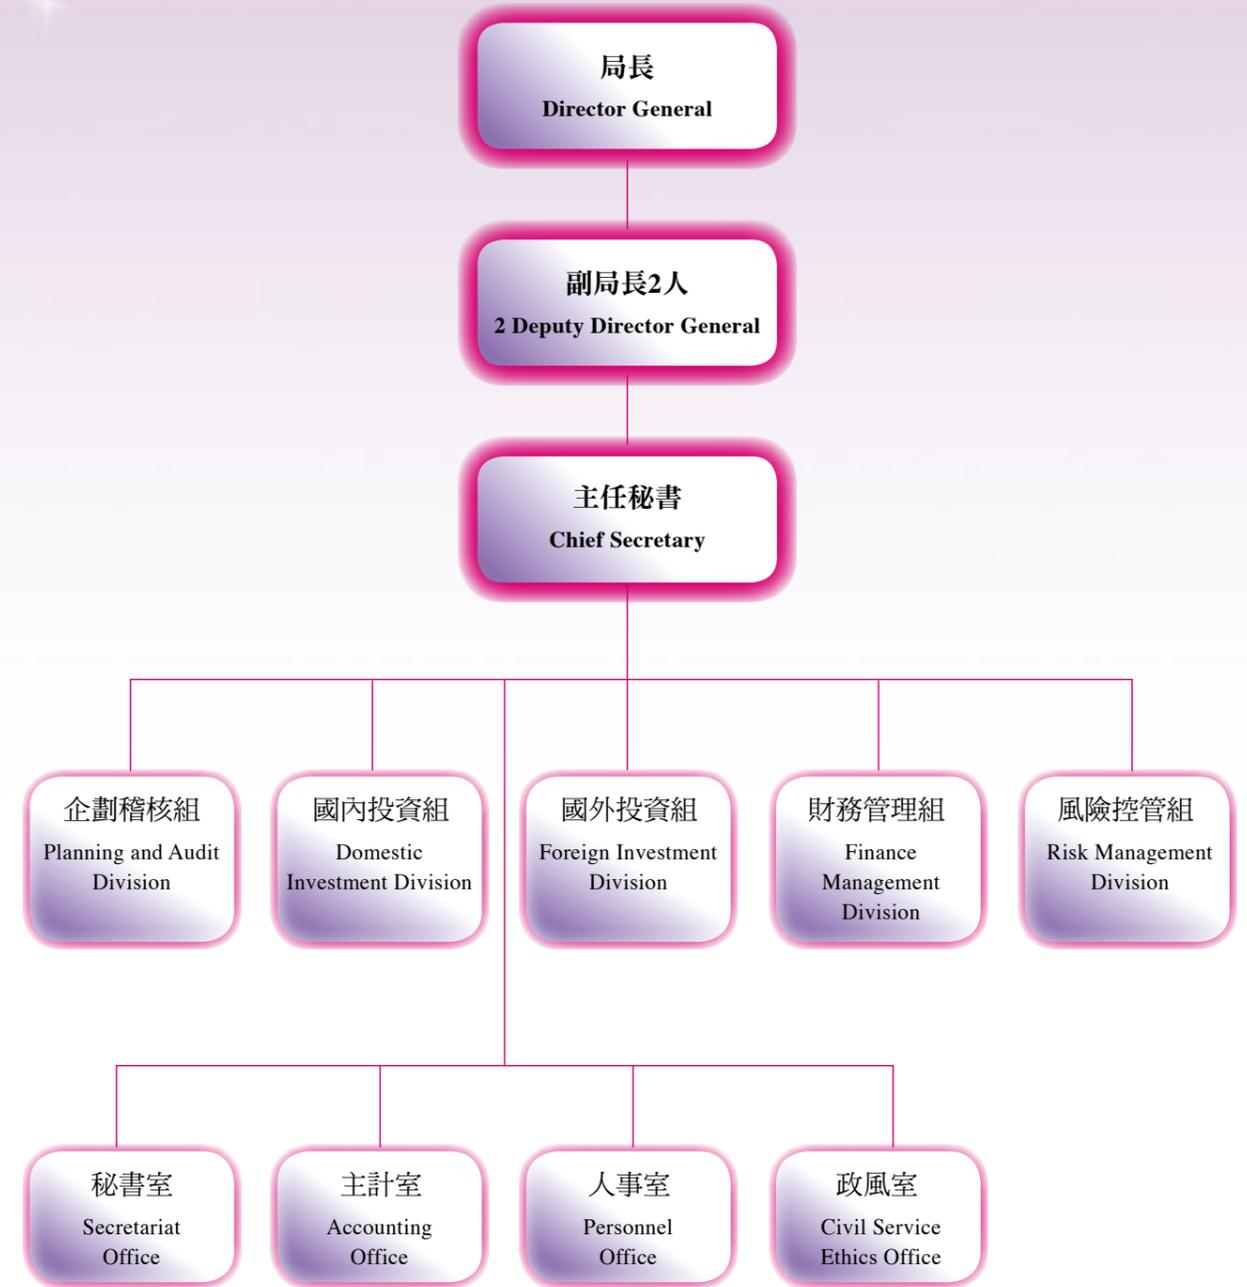 局長
Director General
副局長2人
2 Deputy Director General
主任秘書
Chief Secretary
企劃稽核組
Planning and Audit
Division
國內投資組
Domestic
Investment Division
國外投資組
Foreign Investment
Division
財務管理組
Finance
Management
Division
風險控管組
Risk Management
Division
秘書室
Secretariat
Office
主計室
Accounting
Office
人事室
Personnel
Office
政風室
Civil Service
Ethics Office